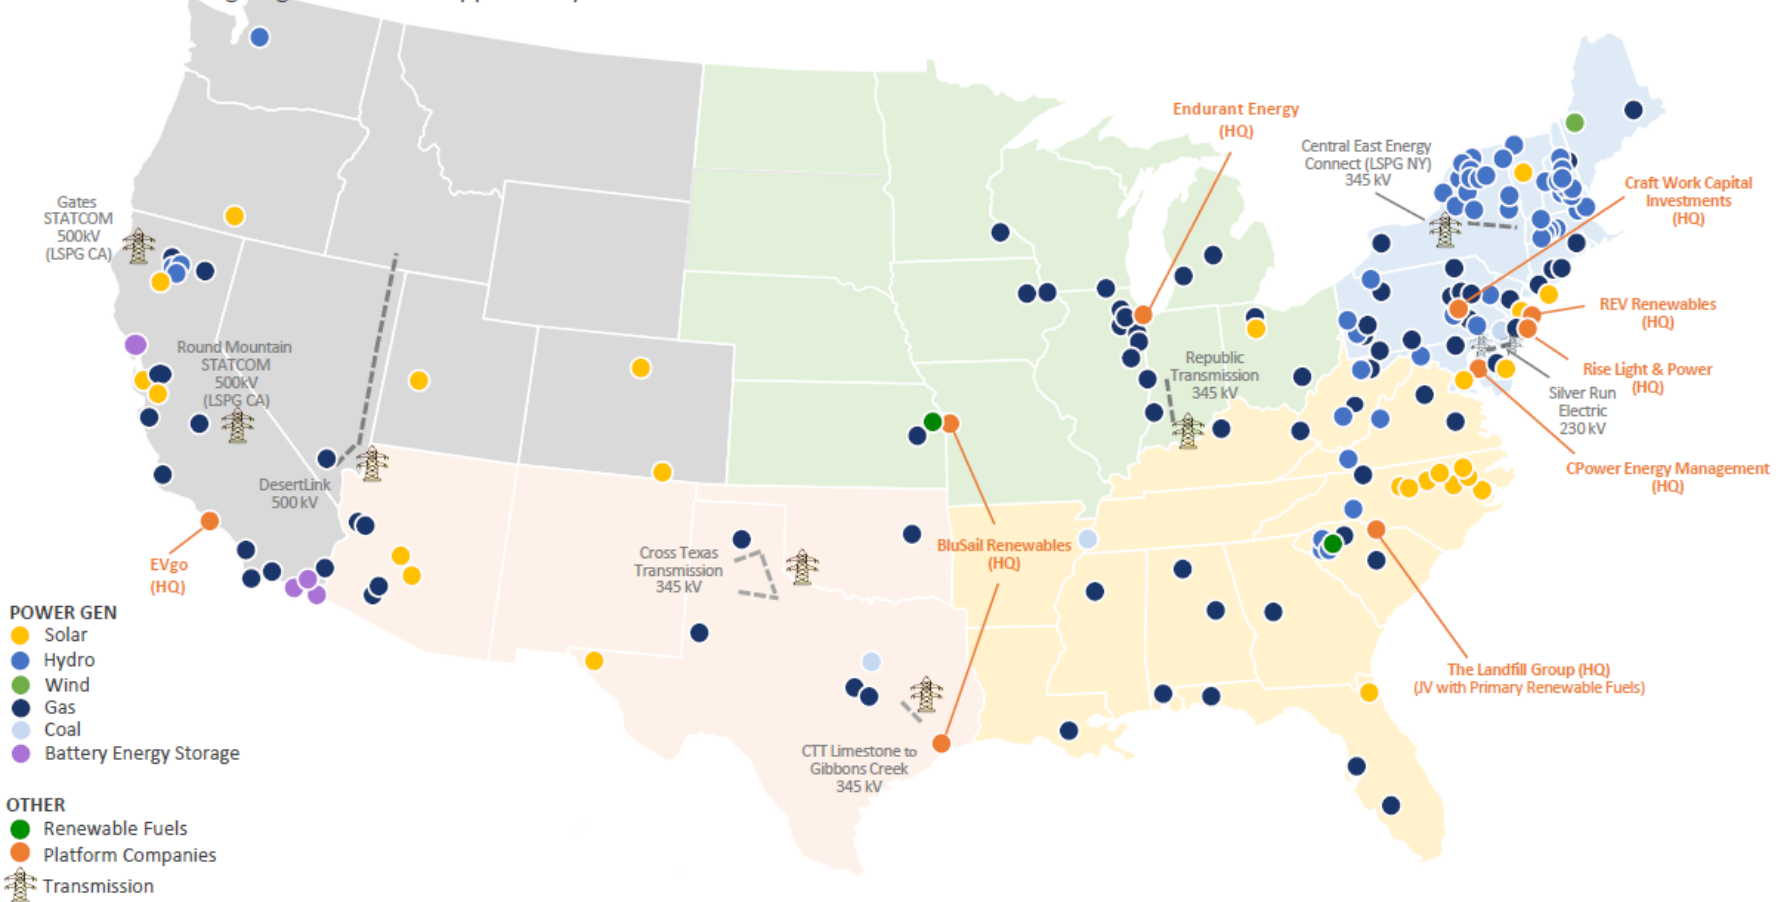 Endurant Energy
(HQ)
Central East Energy
Connect (LSPG NY)
345 kV
Craft Work Capital
Investments
(HQ)
Gates
STATCOM
500kV
(LSPG CA)
REV Renewables
(HQ)
Round Mountain
STATCOM
500kV
(LSPG CA)
Republic
Transmission
345 kV
Rise Light & Power
(HQ)
Silver Run
Electric
230 kV
CPower Energy Management
(HQ)
DesertLink
500 kV
EVgo
(HQ)
Cross Texas
Transmission
345 kV
BluSail Renewables
(HQ)
The Landfill Group (HQ)
(JV with Primary Renewable Fuels)
CTT Limestone to
Gibbons Creek
345 kV
POWER GEN
Solar
Hydro
Wind
Gas
Coal
Battery Energy Storage
OTHER
Renewable Fuels
Platform Companies
Transmission